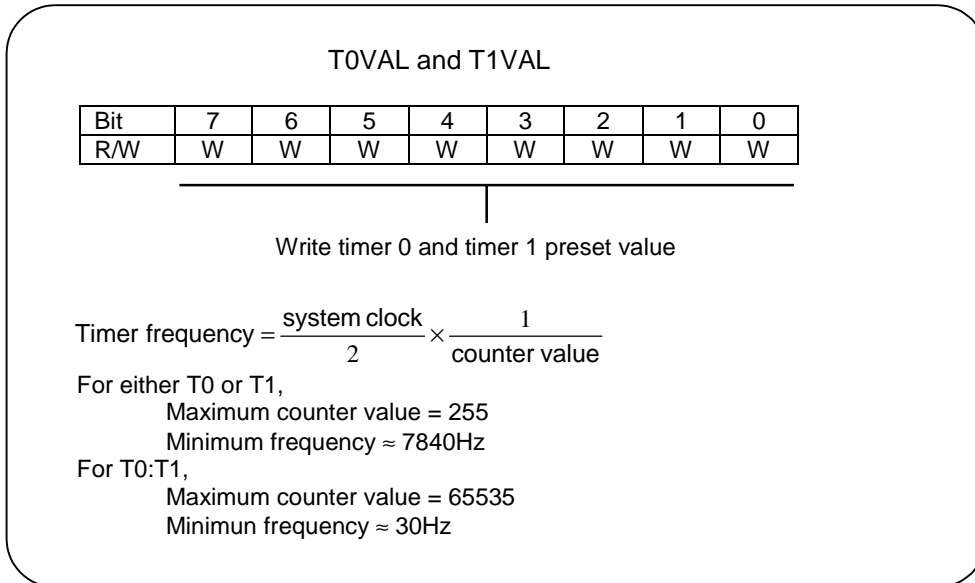 T0VAL and T1VAL
Bit 7 6 5 4 3 2 1 0
R/W W W W W W W W W
Write timer 0 and timer 1 preset value
Timer frequency = system clock / 2 × 1 / counter value
For either T0 or T1,
Maximum counter value = 255
Minimum frequency ≈ 7840Hz
For T0:T1,
Maximum counter value = 65535
Minimun frequency ≈ 30Hz